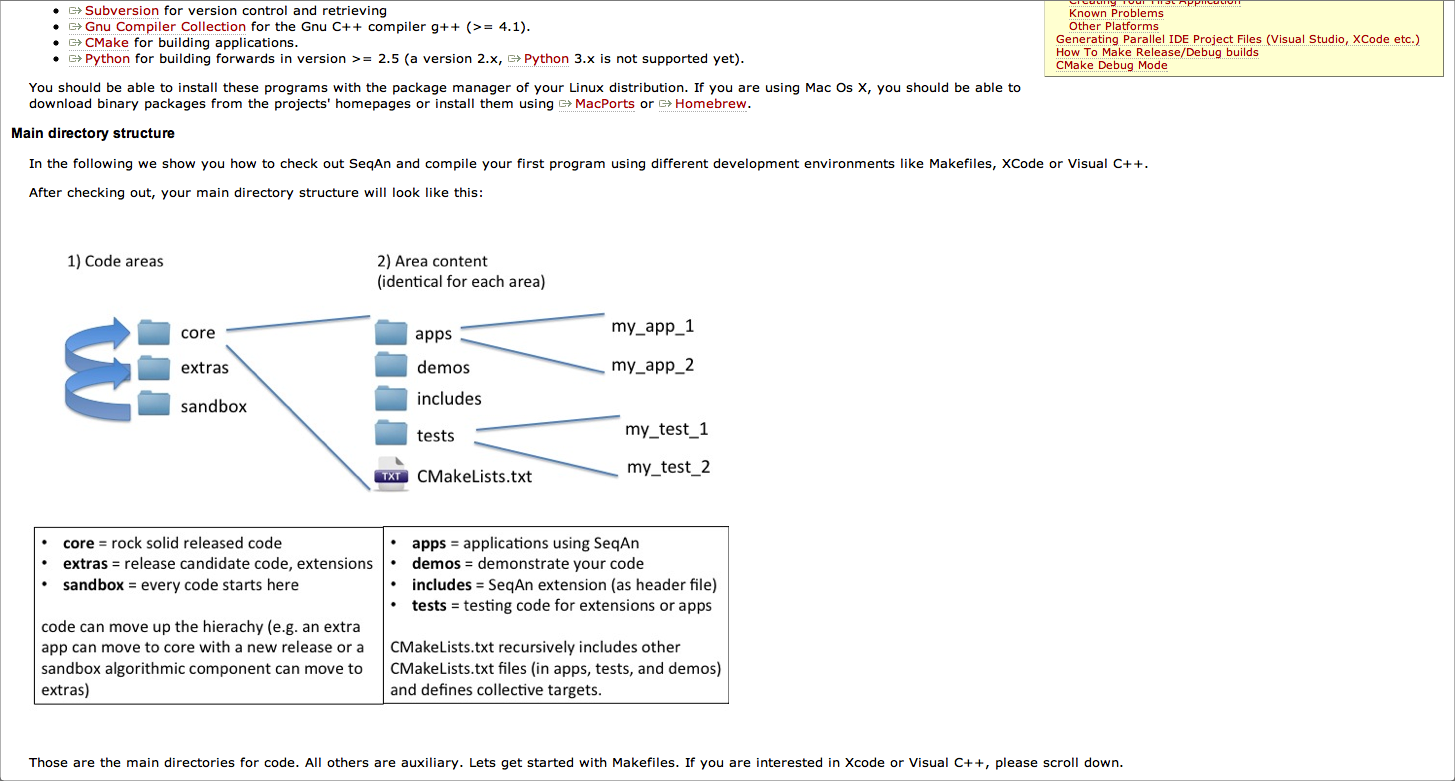 Subversion for version control and retrieving
Gnu Compiler Collection for the Gnu C++ compiler g++ (>= 4.1).
CMake for building applications.
Python for building forwards in version >= 2.5 (a version 2.x, Python 3.x is not supported yet).
Creating Your First Application
Known Problems
Other Platforms
Generating Parallel IDE Project Files (Visual Studio, XCode etc.)
How To Make Release/Debug builds
CMake Debug Mode
You should be able to install these programs with the package manager of your Linux distribution. If you are using Mac Os X, you should be able to
download binary packages from the projects' homepages or install them using MacPorts or Homebrew.
Main directory structure
In the following we show you how to check out SeqAn and compile your first program using different development environments like Makefiles, XCode or Visual C++.
After checking out, your main directory structure will look like this:
1) Code areas
core
extras
sandbox
2) Area content
(identical for each area)
apps
demos
includes
tests
TXT CMakeLists.txt
my_app_1
my_app_2
my_test_1
my_test_2
• core = rock solid released code
• extras = release candidate code, extensions
• sandbox = every code starts here
code can move up the hierachy (e.g. an extra
app can move to core with a new release or a
sandbox algorithmic component can move to
extras)
• apps = applications using SeqAn
• demos = demonstrate your code
• includes = SeqAn extension (as header file)
• tests = testing code for extensions or apps
CMakeLists.txt recursively includes other
CMakeLists.txt files (in apps, tests, and demos)
and defines collective targets.
Those are the main directories for code. All others are auxiliary. Lets get started with Makefiles. If you are interested in Xcode or Visual C++, please scroll down.